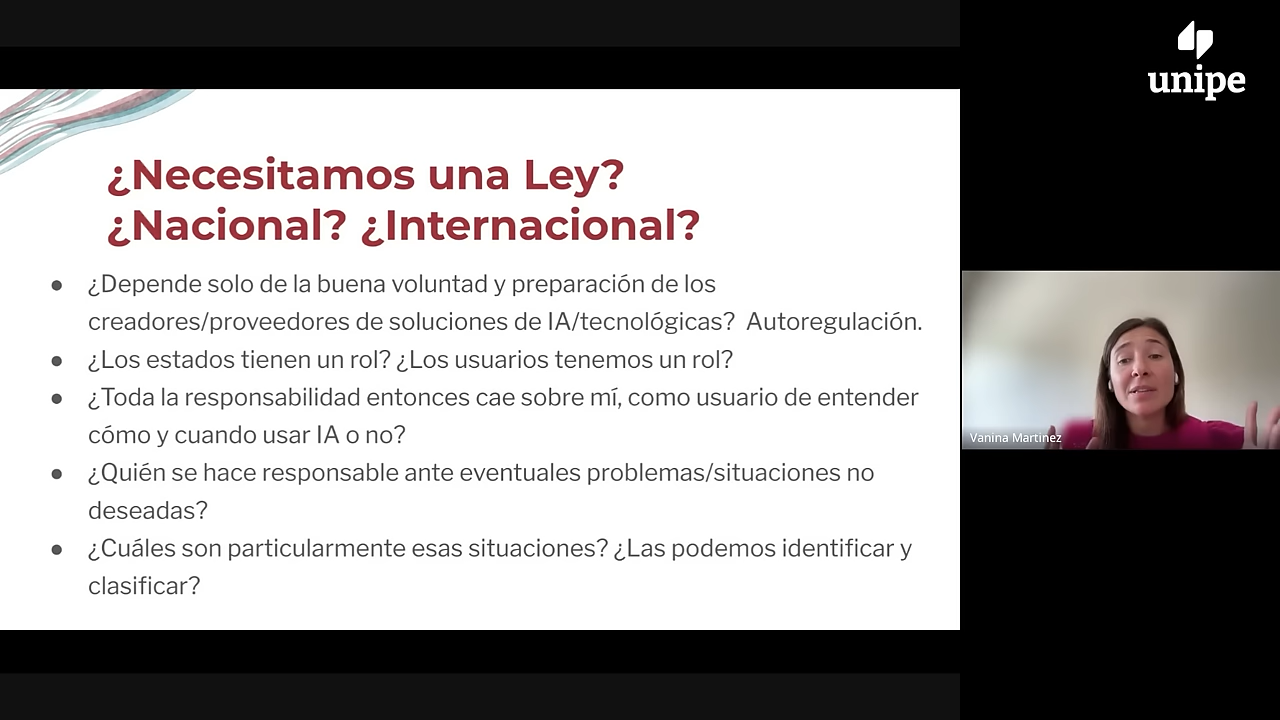 unipe
¿Necesitamos una Ley?
¿Nacional? ¿Internacional?
● ¿Depende solo de la buena voluntad y preparación de los
creadores/proveedores de soluciones de IA/tecnológicas?  Autoregulación.
● ¿Los estados tienen un rol? ¿Los usuarios tenemos un rol?
● ¿Toda la responsabilidad entonces cae sobre mí, como usuario de entender
cómo y cuando usar IA o no?
● ¿Quién se hace responsable ante eventuales problemas/situaciones no
deseadas?
● ¿Cuáles son particularmente esas situaciones? ¿Las podemos identificar y
clasificar?
Vanina Martinez